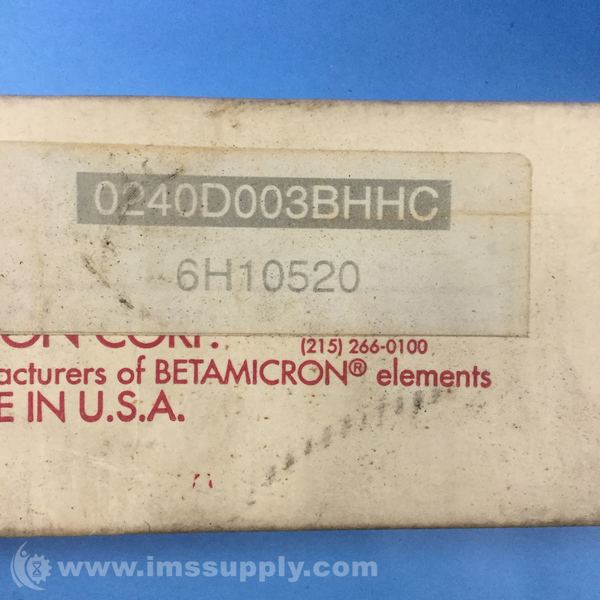 0240D003BHHC
6H10520
(215) 266-0100
acturers of BETAMICRON® elements
E IN U.S.A.
www.imssupply.com